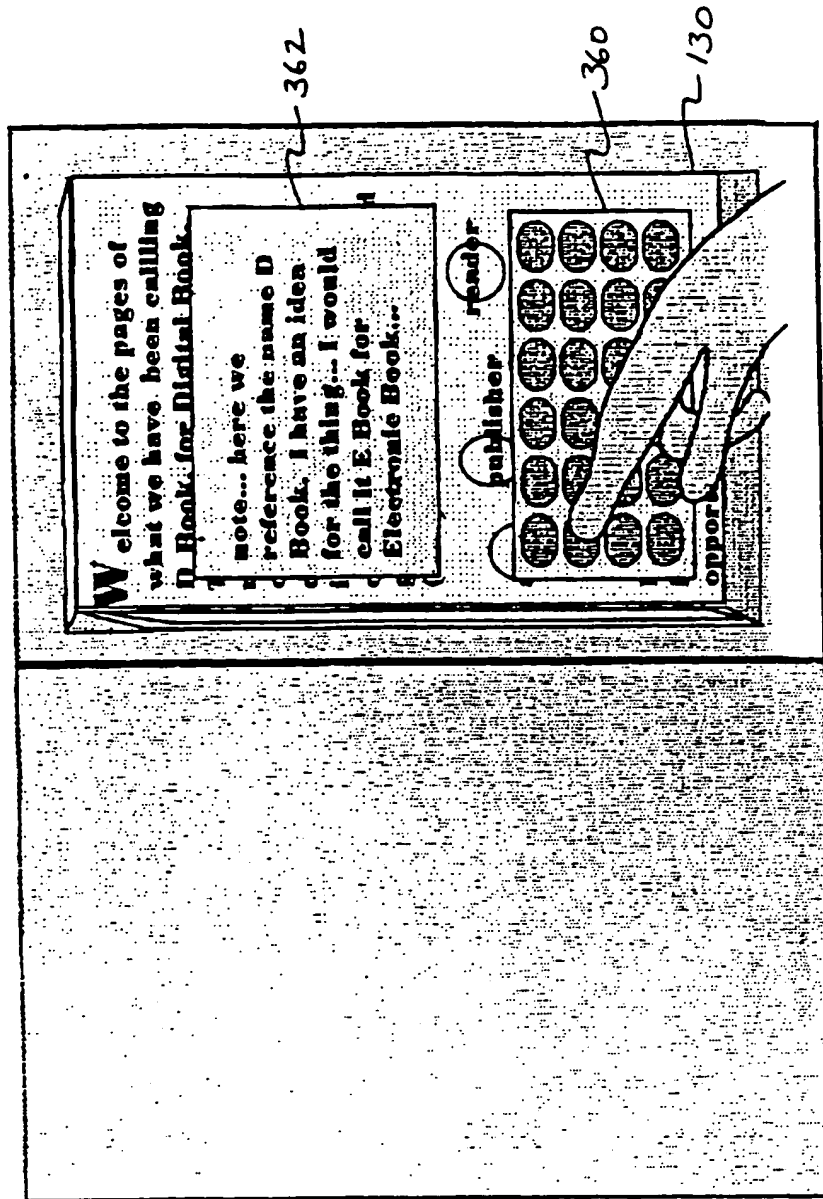 Welcome to the pages of
what we have been callling
D Book, for Digital Book.
note... here we
reference the name D
Book. I have an idea
for the thing... I would
call it E Book for
Electronic Book...
publisher
reader
oppor
362
360
130